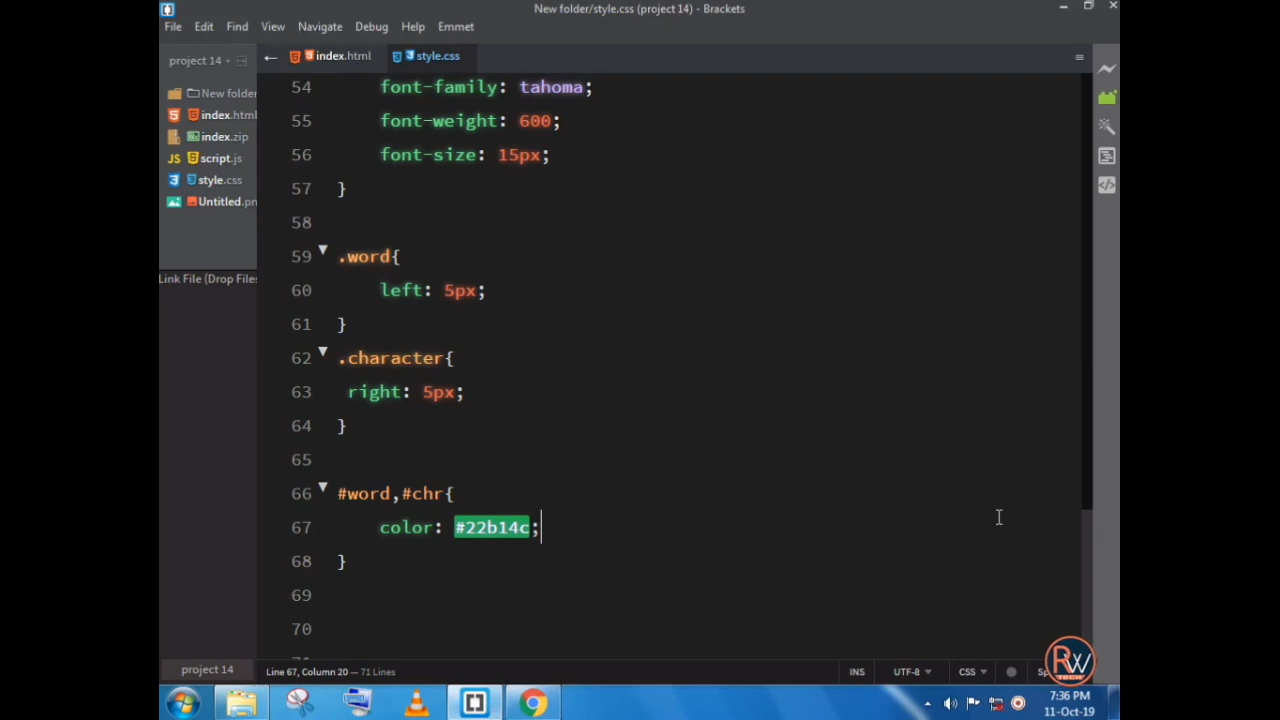 New folder/style.css (project 14) - Brackets
File Edit Find View Navigate Debug Help Emmet
project 14
index.html
style.css
New folder
index.html
index.zip
script.js
style.css
Untitled.pn
Link File (Drop Files
54 font-family: tahoma;
55 font-weight: 600;
56 font-size: 15px;
57 }
58
59 .word{
60 left: 5px;
61 }
62 .character{
63 right: 5px;
64 }
65
66 #word,#chr{
67 color: #22b14c;
68 }
69
70
project 14
Line 67, Column 20 — 71 Lines
INS UTF-8 CSS
RW
TECH
7:36 PM
11-Oct-19